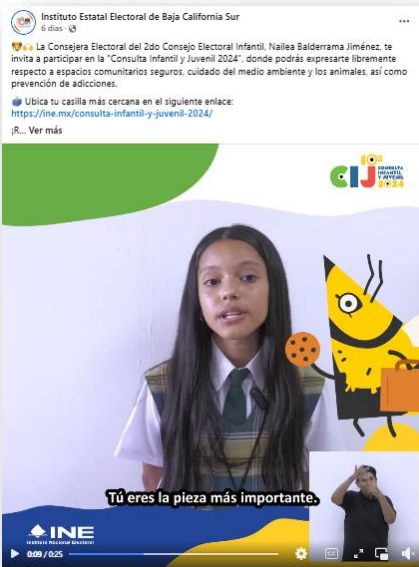 Instituto Estatal Electoral de Baja California Sur
6 días ·
La Consejera Electoral del 2do Consejo Electoral Infantil, Nailea Balderrama Jiménez, te
invita a participar en la "Consulta Infantil y Juvenil 2024", donde podrás expresarte libremente
respecto a espacios comunitarios seguros, cuidado del medio ambiente y los animales, así como
prevención de adicciones.
Ubica tu casilla más cercana en el siguiente enlace:
https://ine.mx/consulta-infantil-y-juvenil-2024/
¡R... Ver más
10ª
CIJ
CONSULTA
INFANTIL
Y JUVENIL
2024
Tú eres la pieza más importante.
INE
Instituto Nacional Electoral
0:09 / 0:25